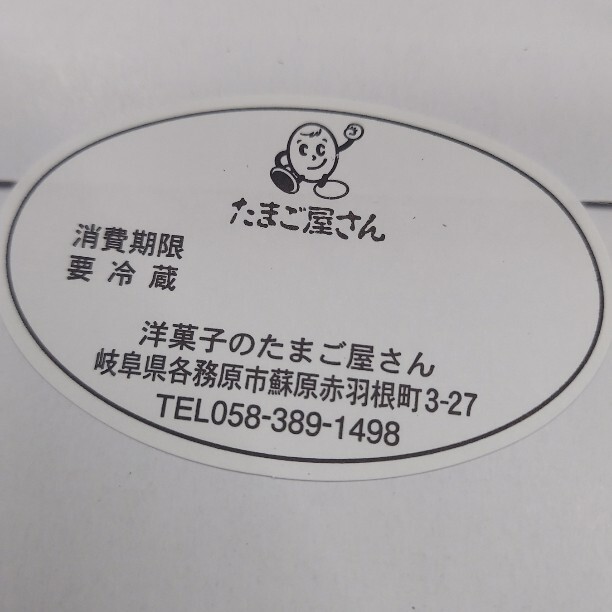 たまご屋さん
消費期限
要冷蔵
洋菓子のたまご屋さん
岐阜県各務原市蘇原赤羽根町3-27
TEL058-389-1498